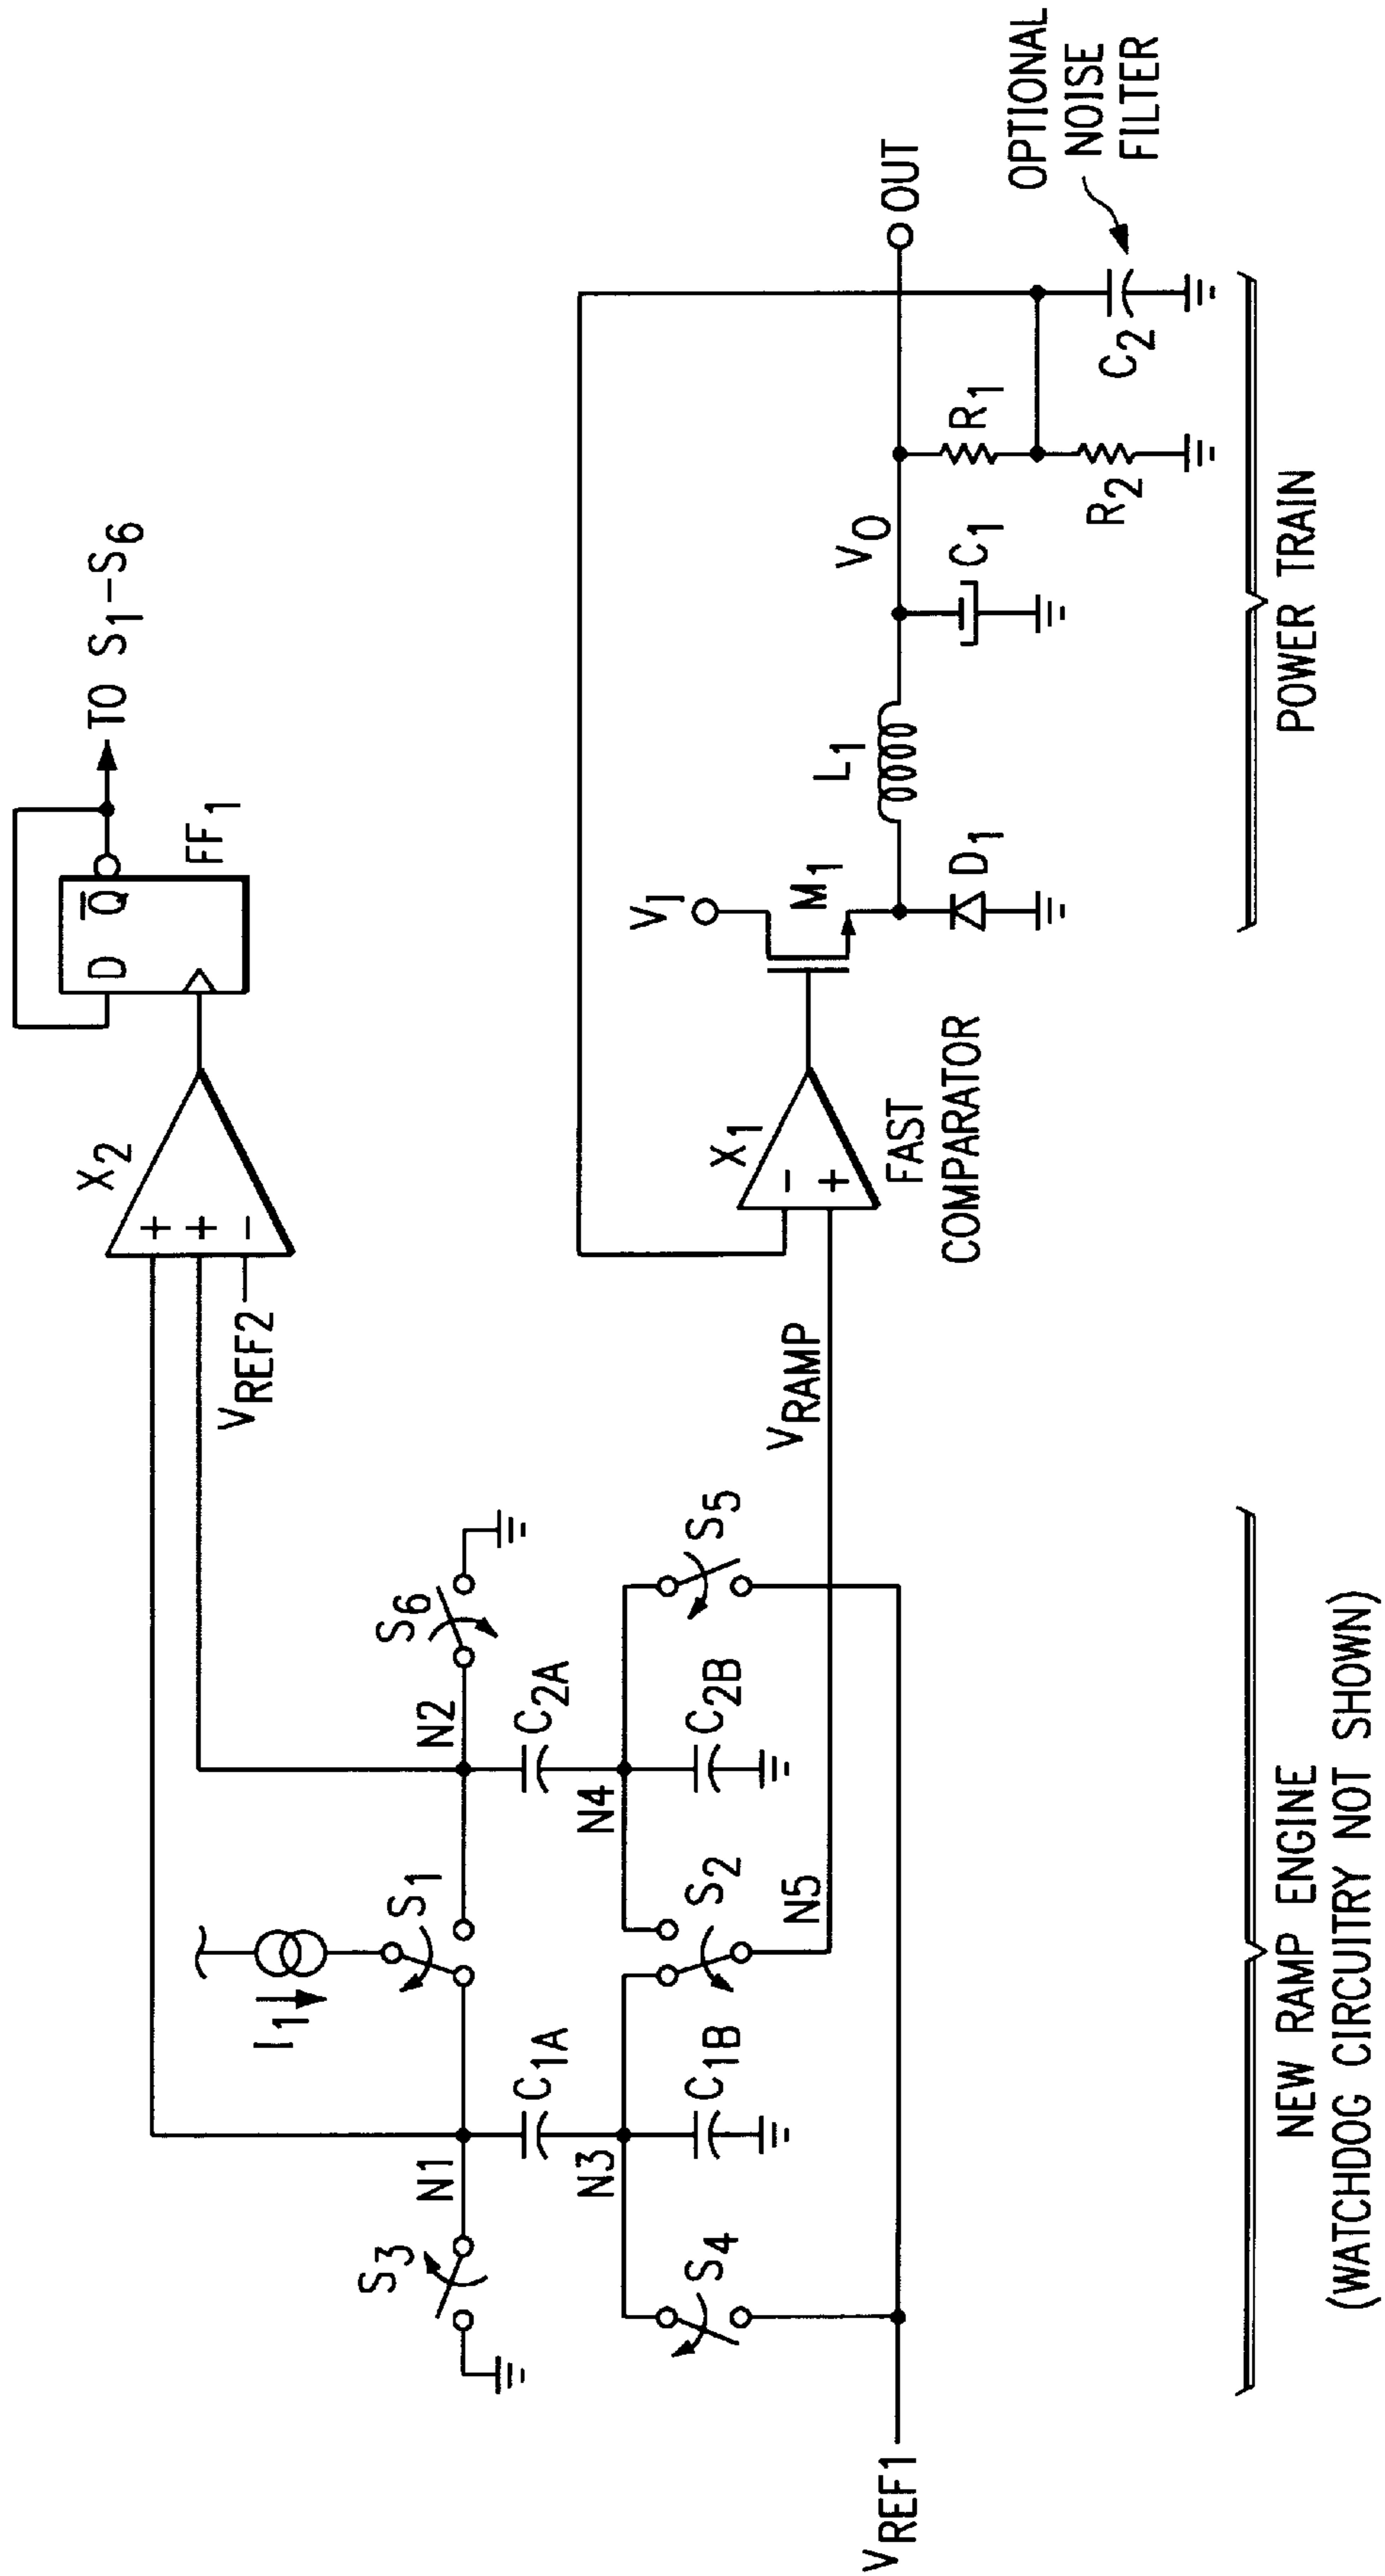 TO S1-S6
D Q̅
FF1
X2
+
+
-
VREF2
I1
S1
S6
N1
N2
S3
C1A
C2A
N3
N4
S2
S4
C1B
C2B
S5
N5
VREF1
VRAMP
X1
-
+
FAST
COMPARATOR
VI
M1
D1
L1
VO
C1
R1
R2
C2
OUT
OPTIONAL
NOISE
FILTER
NEW RAMP ENGINE
(WATCHDOG CIRCUITRY NOT SHOWN)
POWER TRAIN